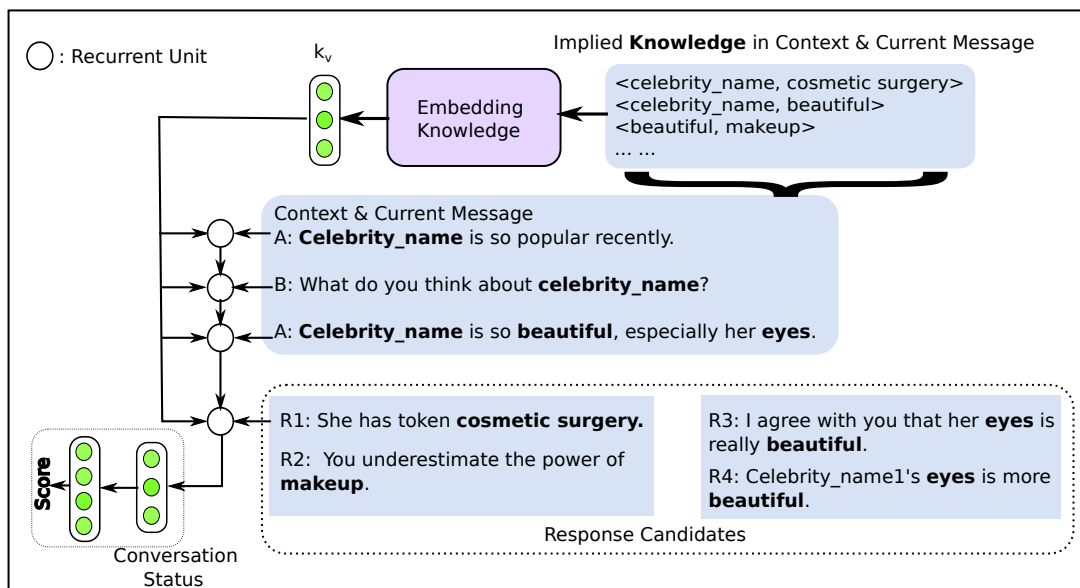 : Recurrent Unit
k_v
Implied Knowledge in Context & Current Message
Embedding
Knowledge
<celebrity_name, cosmetic surgery>
<celebrity_name, beautiful>
<beautiful, makeup>
... ...
Context & Current Message
A: Celebrity_name is so popular recently.
B: What do you think about celebrity_name?
A: Celebrity_name is so beautiful, especially her eyes.
R1: She has token cosmetic surgery.
R2: You underestimate the power of
makeup.
R3: I agree with you that her eyes is
really beautiful.
R4: Celebrity_name1's eyes is more
beautiful.
Response Candidates
Score
Conversation
Status